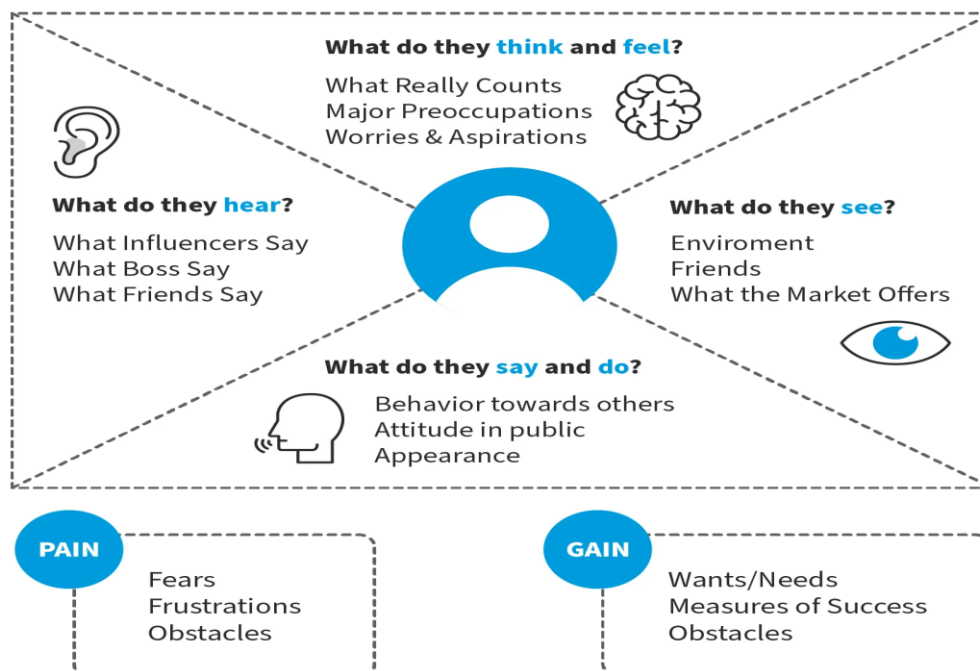 What do they think and feel?
What Really Counts
Major Preoccupations
Worries & Aspirations
What do they hear?
What Influencers Say
What Boss Say
What Friends Say
What do they see?
Enviroment
Friends
What the Market Offers
What do they say and do?
Behavior towards others
Attitude in public
Appearance
PAIN
Fears
Frustrations
Obstacles
GAIN
Wants/Needs
Measures of Success
Obstacles